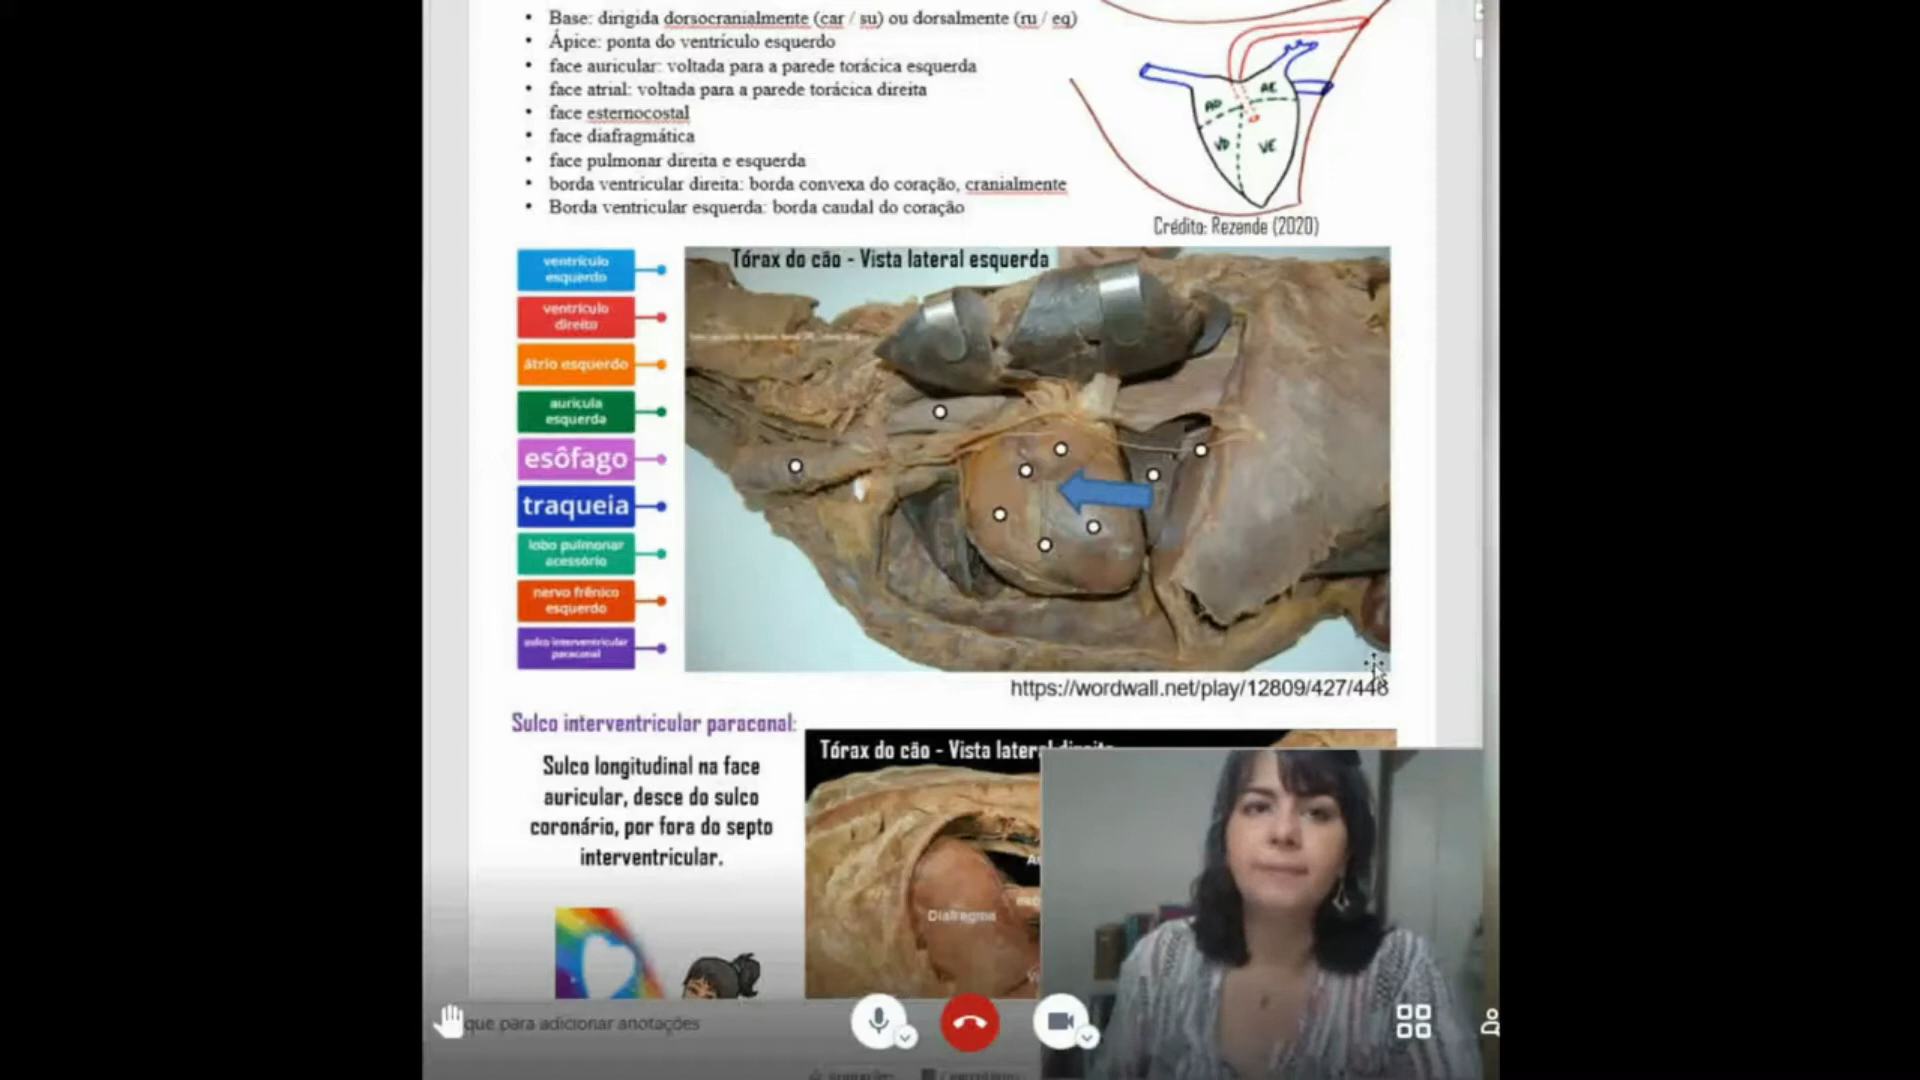 Base: dirigida dorsocranialmente (car / su) ou dorsalmente (ru / eq)
Ápice: ponta do ventrículo esquerdo
face auricular: voltada para a parede torácica esquerda
face atrial: voltada para a parede torácica direita
face esternocostal
face diafragmática
face pulmonar direita e esquerda
borda ventricular direita: borda convexa do coração, cranialmente
Borda ventricular esquerda: borda caudal do coração
AD
AE
VD
VE
Crédito: Rezende (2020)
ventrículo
esquerdo
ventrículo
direito
átrio esquerdo
aurícula
esquerda
esôfago
traqueia
lobo pulmonar
acessório
nervo frênico
esquerdo
sulco interventricular
paraconal
Tórax do cão - Vista lateral esquerda
https://wordwall.net/play/12809/427/446
Sulco interventricular paraconal:
Sulco longitudinal na face
auricular, desce do sulco
coronário, por fora do septo
interventricular.
Tórax do cão - Vista lateral direita
Diafragma
que para adicionar anotações